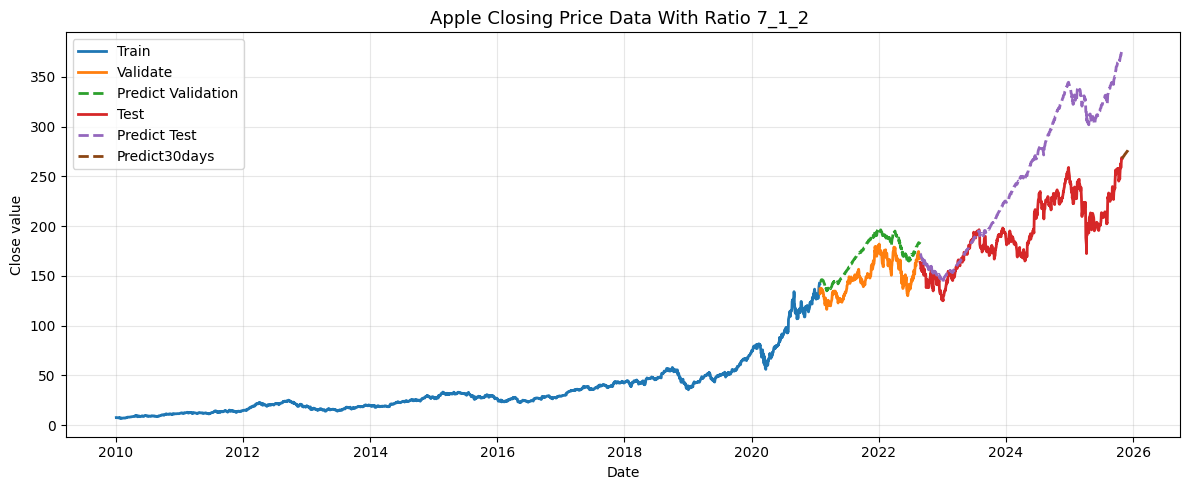 Apple Closing Price Data With Ratio 7_1_2
Train
Validate
Predict Validation
Test
Predict Test
Predict30days
Close value
350
300
250
200
150
100
50
0
2010
2012
2014
2016
2018
2020
2022
2024
2026
Date